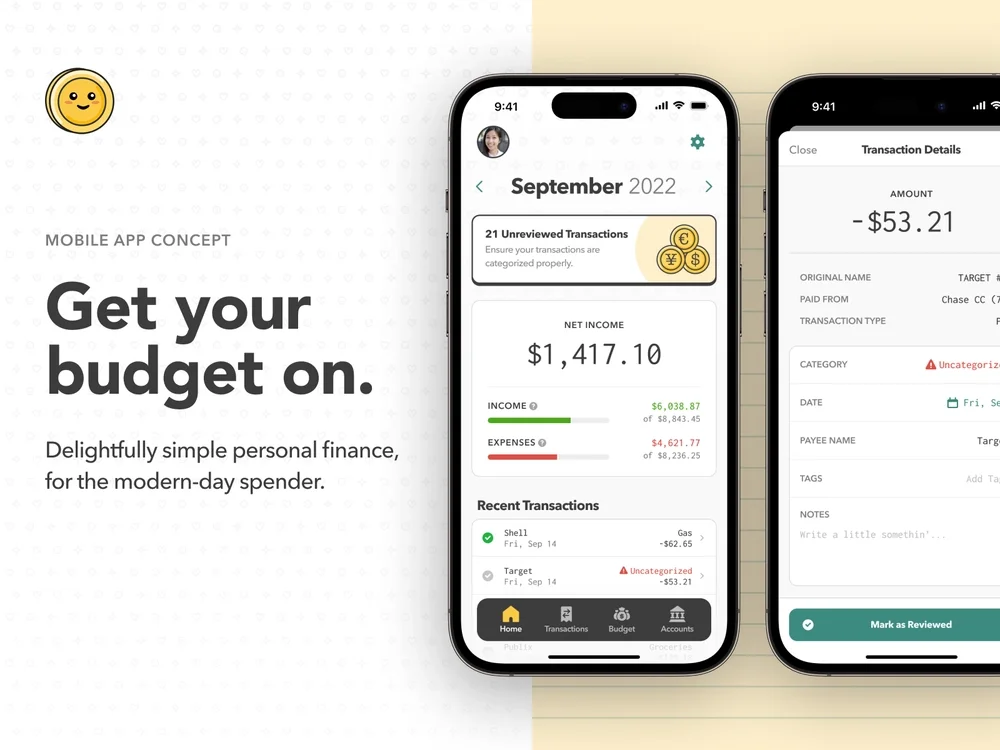 MOBILE APP CONCEPT
Get your
budget on.
Delightfully simple personal finance,
for the modern-day spender.
9:41
September 2022
21 Unreviewed Transactions
Ensure your transactions are
categorized properly.
€
¥ $
NET INCOME
$1,417.10
INCOME ? $6,038.87
of $8,843.45
EXPENSES ? $4,621.77
of $8,236.25
Recent Transactions
Shell Gas
Fri, Sep 14 -$62.65
Target Uncategorized
Fri, Sep 14 -$53.21
Home Transactions Budget Accounts
Publix Groceries
9:41
Close Transaction Details
AMOUNT
-$53.21
ORIGINAL NAME TARGET #
PAID FROM Chase CC (7
TRANSACTION TYPE
CATEGORY Uncategorize
DATE Fri, Se
PAYEE NAME Targ
TAGS Add Ta
NOTES
Write a little somethin'...
Mark as Reviewed